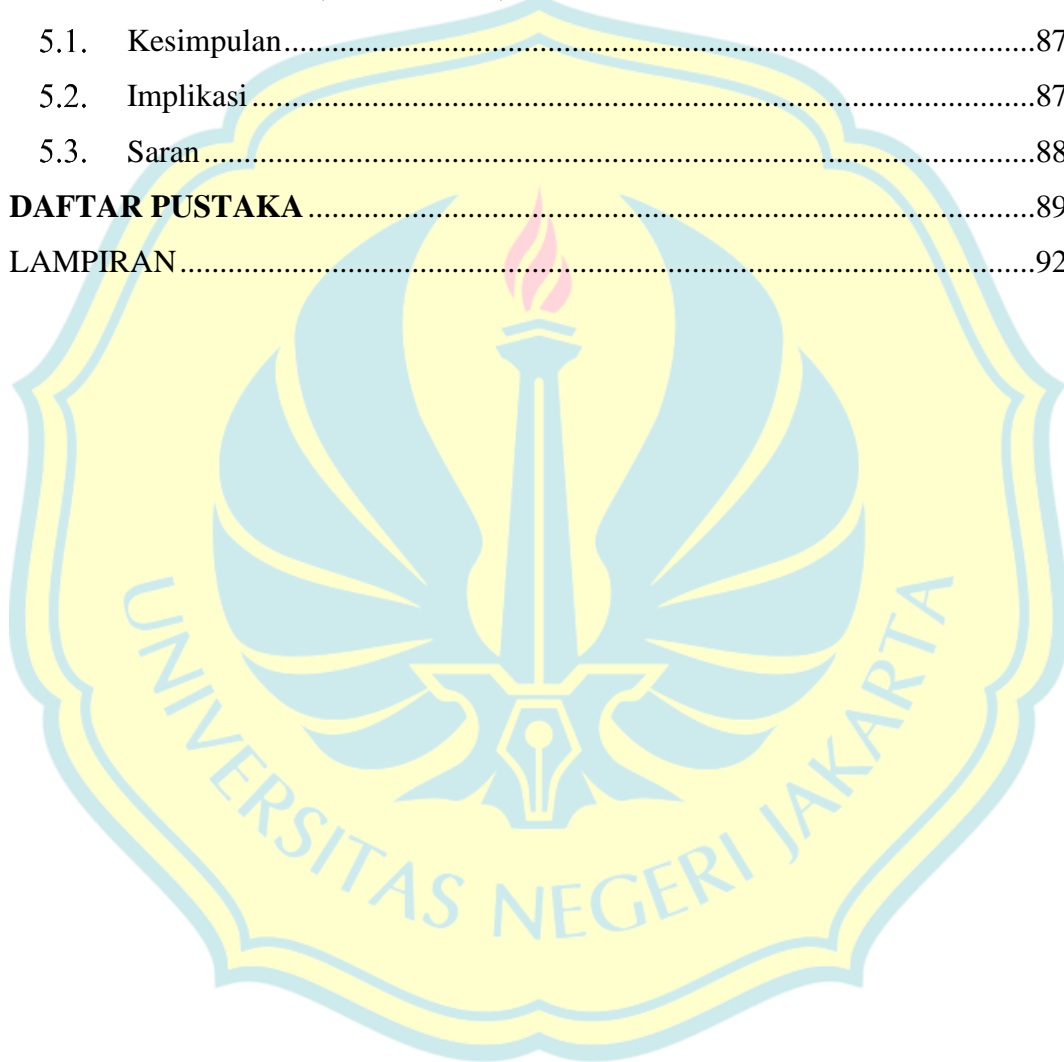 5.1. Kesimpulan....................................................................................................87
5.2. Implikasi........................................................................................................87
5.3. Saran..............................................................................................................88
DAFTAR PUSTAKA............................................................................................89
LAMPIRAN............................................................................................................92
UNIVERSITAS NEGERI JAKARTA